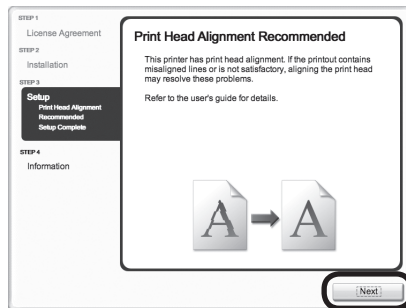 STEP 1
License Agreement
STEP 2
Installation
STEP 3
Setup
Print Head Alignment
Recommended
Setup Complete
STEP 4
Information
Print Head Alignment Recommended
This printer has print head alignment. If the printout contains
misaligned lines or is not satisfactory, aligning the print head
may resolve these problems.
Refer to the user's guide for details.
A
A
Next